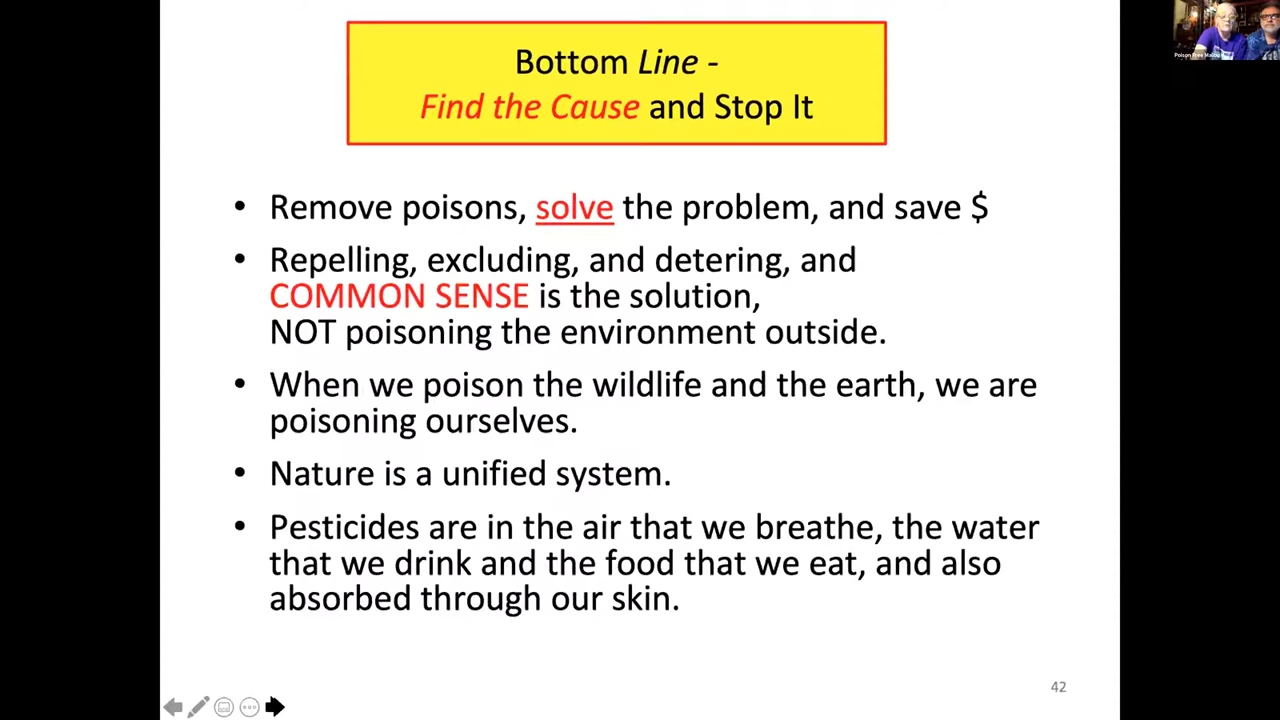 Bottom Line -
Find the Cause and Stop It
• Remove poisons, solve the problem, and save $
• Repelling, excluding, and detering, and
COMMON SENSE is the solution,
NOT poisoning the environment outside.
• When we poison the wildlife and the earth, we are
poisoning ourselves.
• Nature is a unified system.
• Pesticides are in the air that we breathe, the water
that we drink and the food that we eat, and also
absorbed through our skin.
42
Poison Free